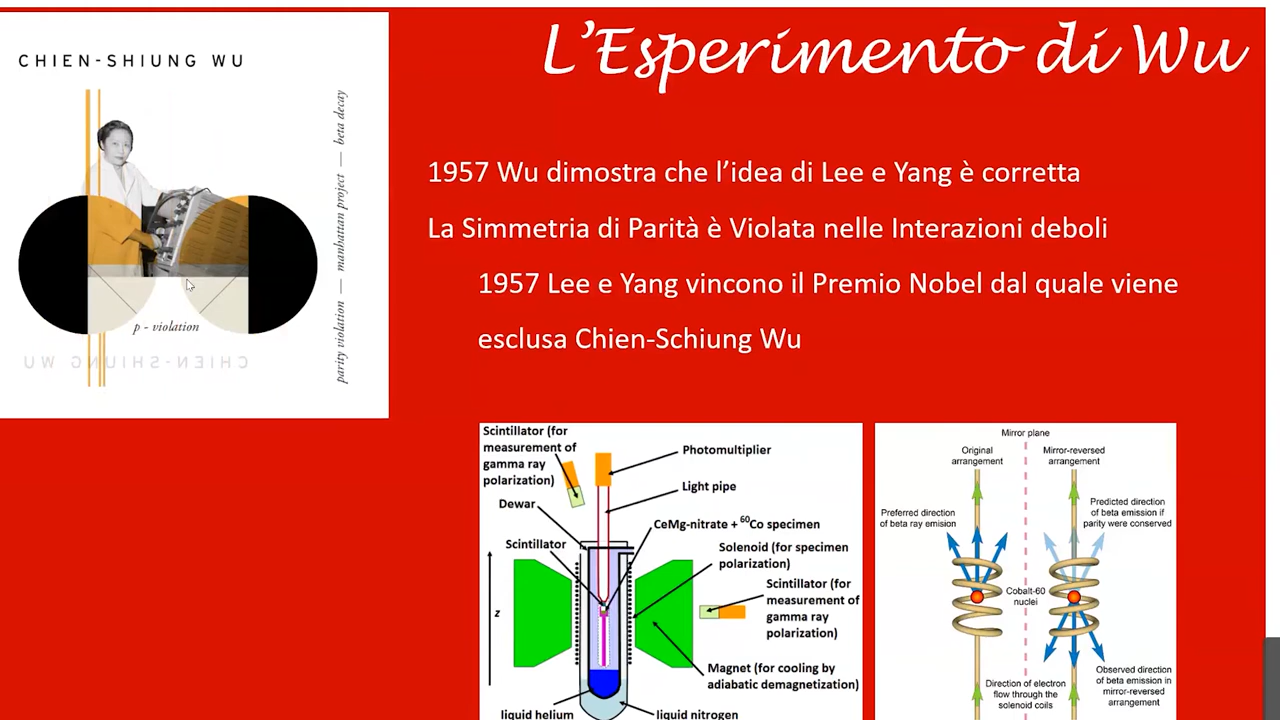 L'Esperimento di Wu
CHIEN-SHIUNG WU
parity violation — manhattan project — beta decay
p - violation
CHIEN-SHIUNG WU
1957 Wu dimostra che l'idea di Lee e Yang è corretta
La Simmetria di Parità è Violata nelle Interazioni deboli
1957 Lee e Yang vincono il Premio Nobel dal quale viene
esclusa Chien-Schiung Wu
Scintillator (for
measurement of
gamma ray
polarization)
Photomultiplier
Light pipe
Dewar
CeMg-nitrate + ⁶⁰Co specimen
Scintillator
Solenoid (for specimen
polarization)
Scintillator (for
measurement of
gamma ray
polarization)
z
Magnet (for cooling by
adiabatic demagnetization)
liquid helium
liquid nitrogen
Mirror plane
Original
arrangement
Mirror-reversed
arrangement
Preferred direction
of beta ray emision
Predicted direction
of beta emission if
parity were conserved
Cobalt-60
nuclei
Direction of electron
flow through the
solenoid coils
Observed direction
of beta emission in
mirror-reversed
arrangement